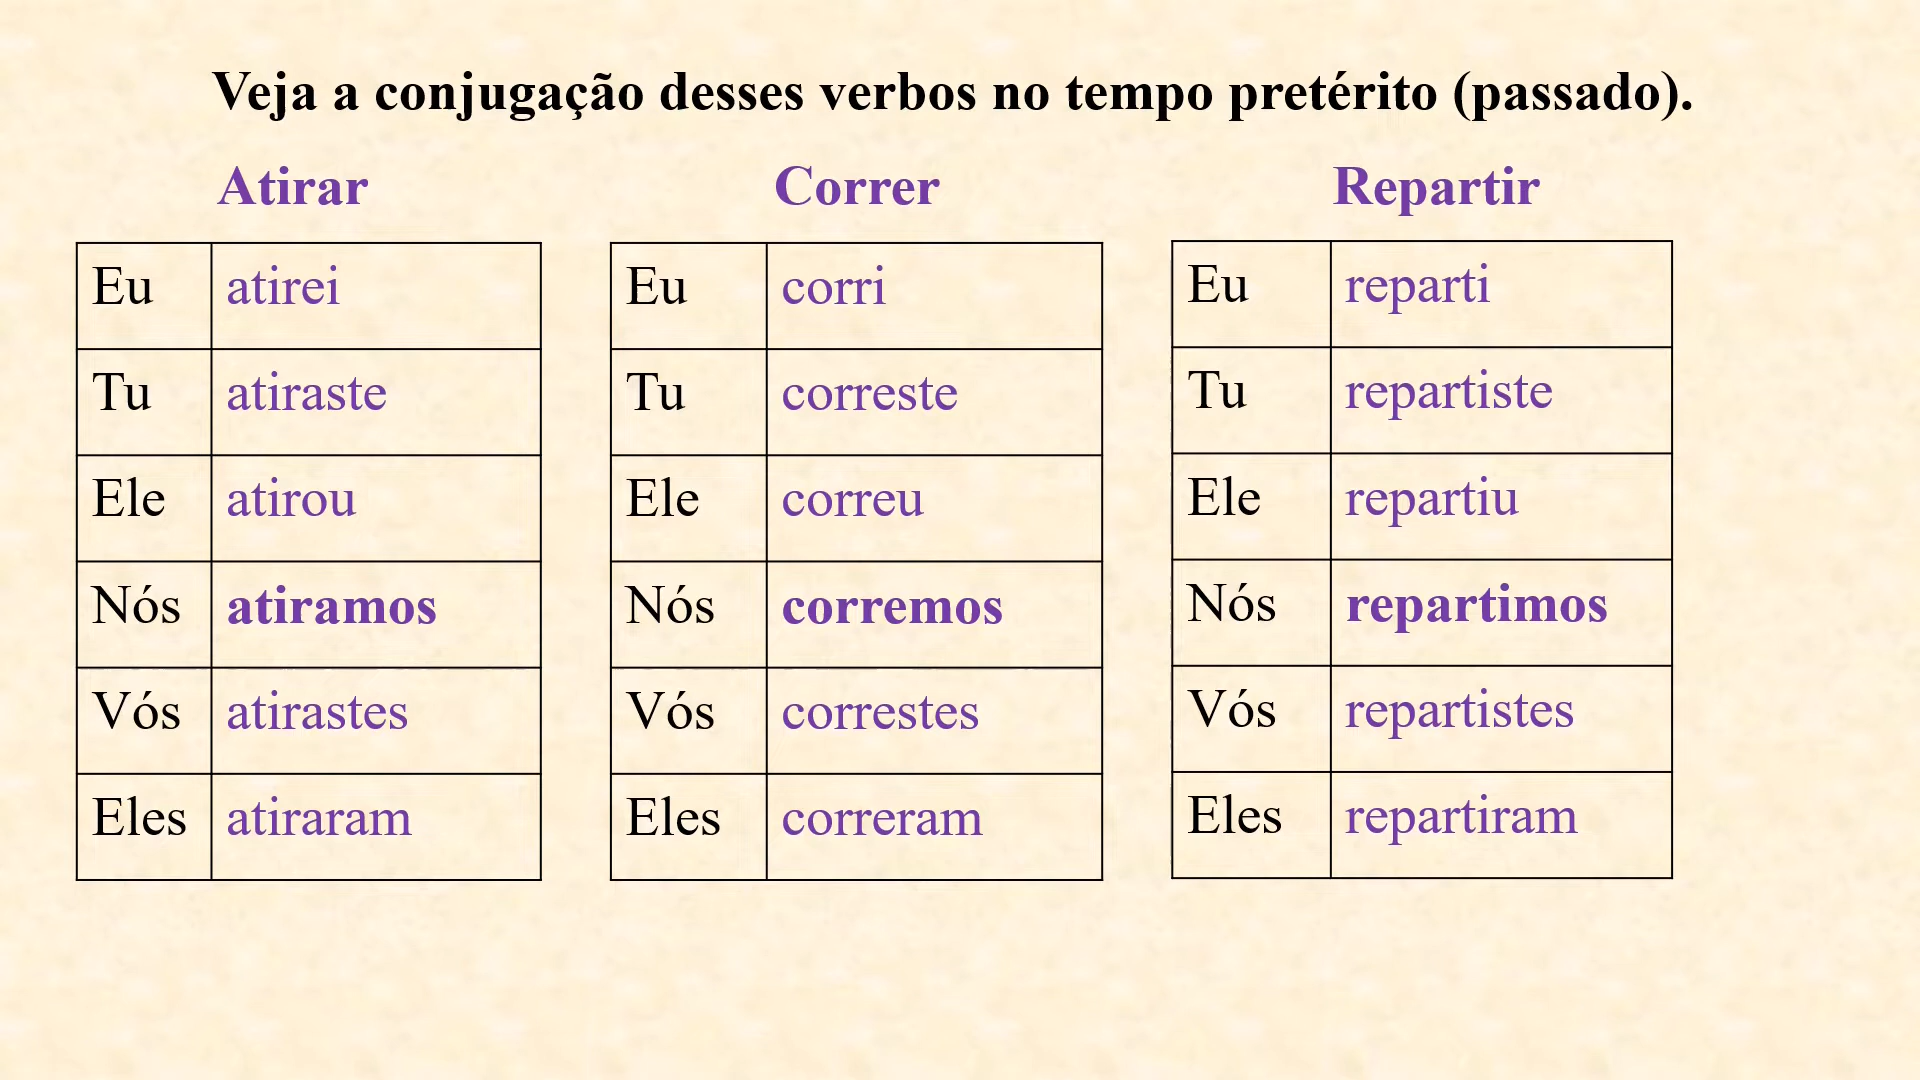 Veja a conjugação desses verbos no tempo pretérito (passado).
Atirar
Eu atirei
Tu atiraste
Ele atirou
Nós atiramos
Vós atirastes
Eles atiraram
Correr
Eu corri
Tu correste
Ele correu
Nós corremos
Vós correstes
Eles correram
Repartir
Eu reparti
Tu repartiste
Ele repartiu
Nós repartimos
Vós repartistes
Eles repartiram